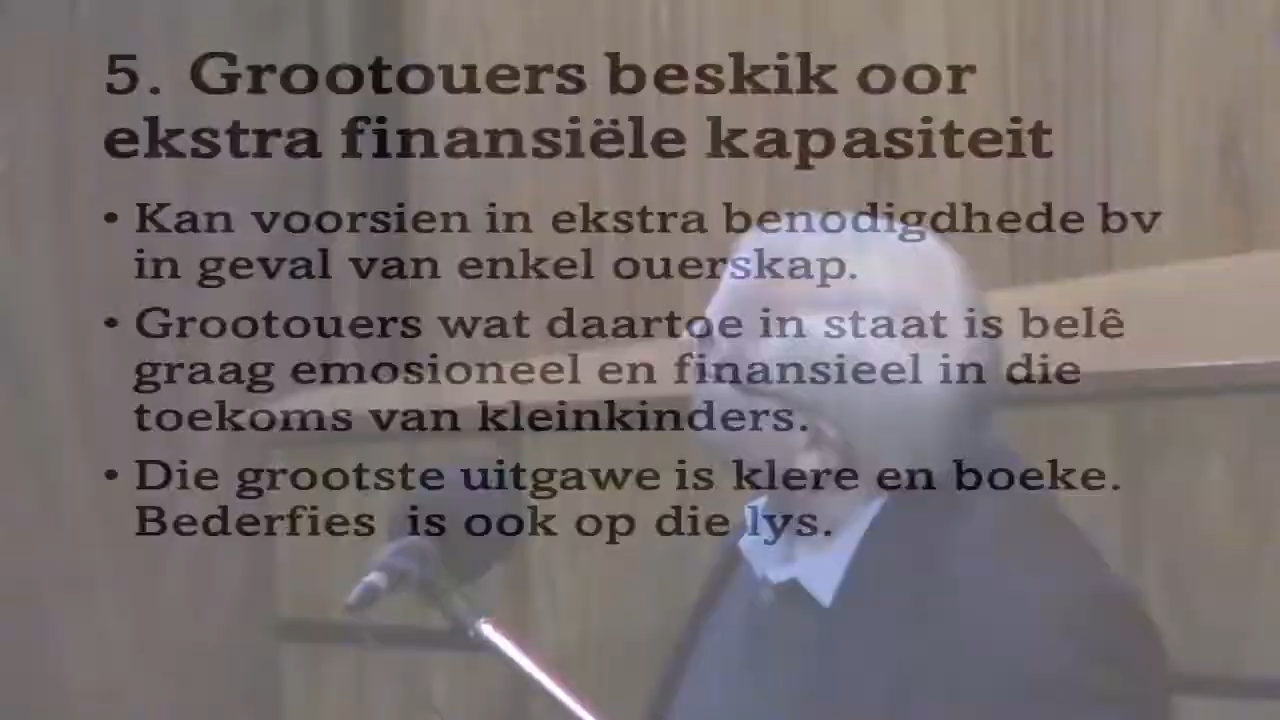 5. Grootouers beskik oor
ekstra finansiële kapasiteit
• Kan voorsien in ekstra benodigdhede bv
in geval van enkel ouerskap.
• Grootouers wat daartoe in staat is belê
graag emosioneel en finansieel in die
toekoms van kleinkinders.
• Die grootste uitgawe is klere en boeke.
Bederfies is ook op die lys.